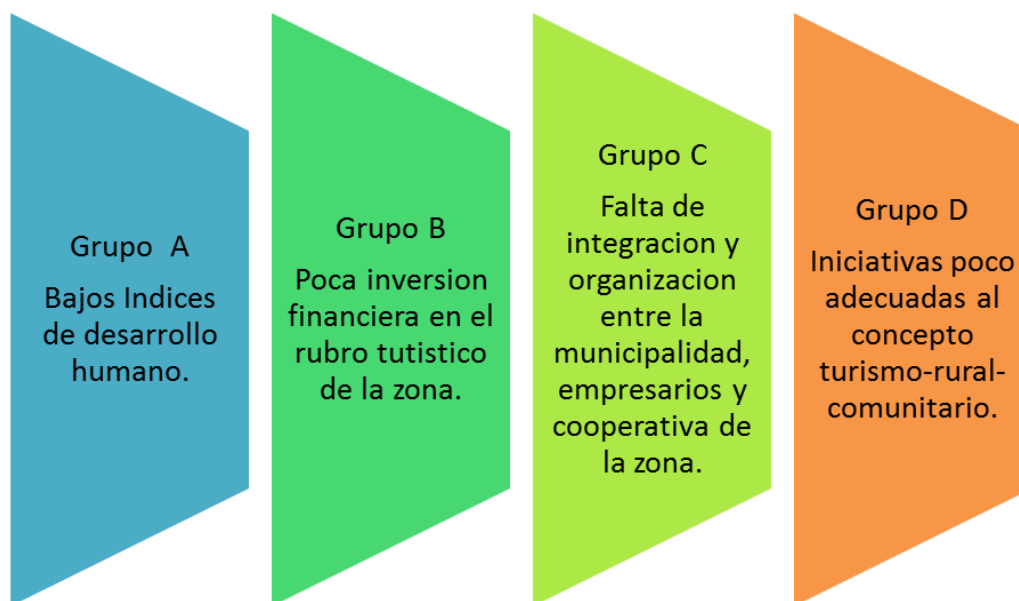 Grupo A
Bajos Indices
de desarrollo
humano.
Grupo B
Poca inversion
financiera en el
rubro tutistico
de la zona.
Grupo C
Falta de
integracion y
organizacion
entre la
municipalidad,
empresarios y
cooperativa de
la zona.
Grupo D
Iniciativas poco
adecuadas al
concepto
turismo-rural-
comunitario.